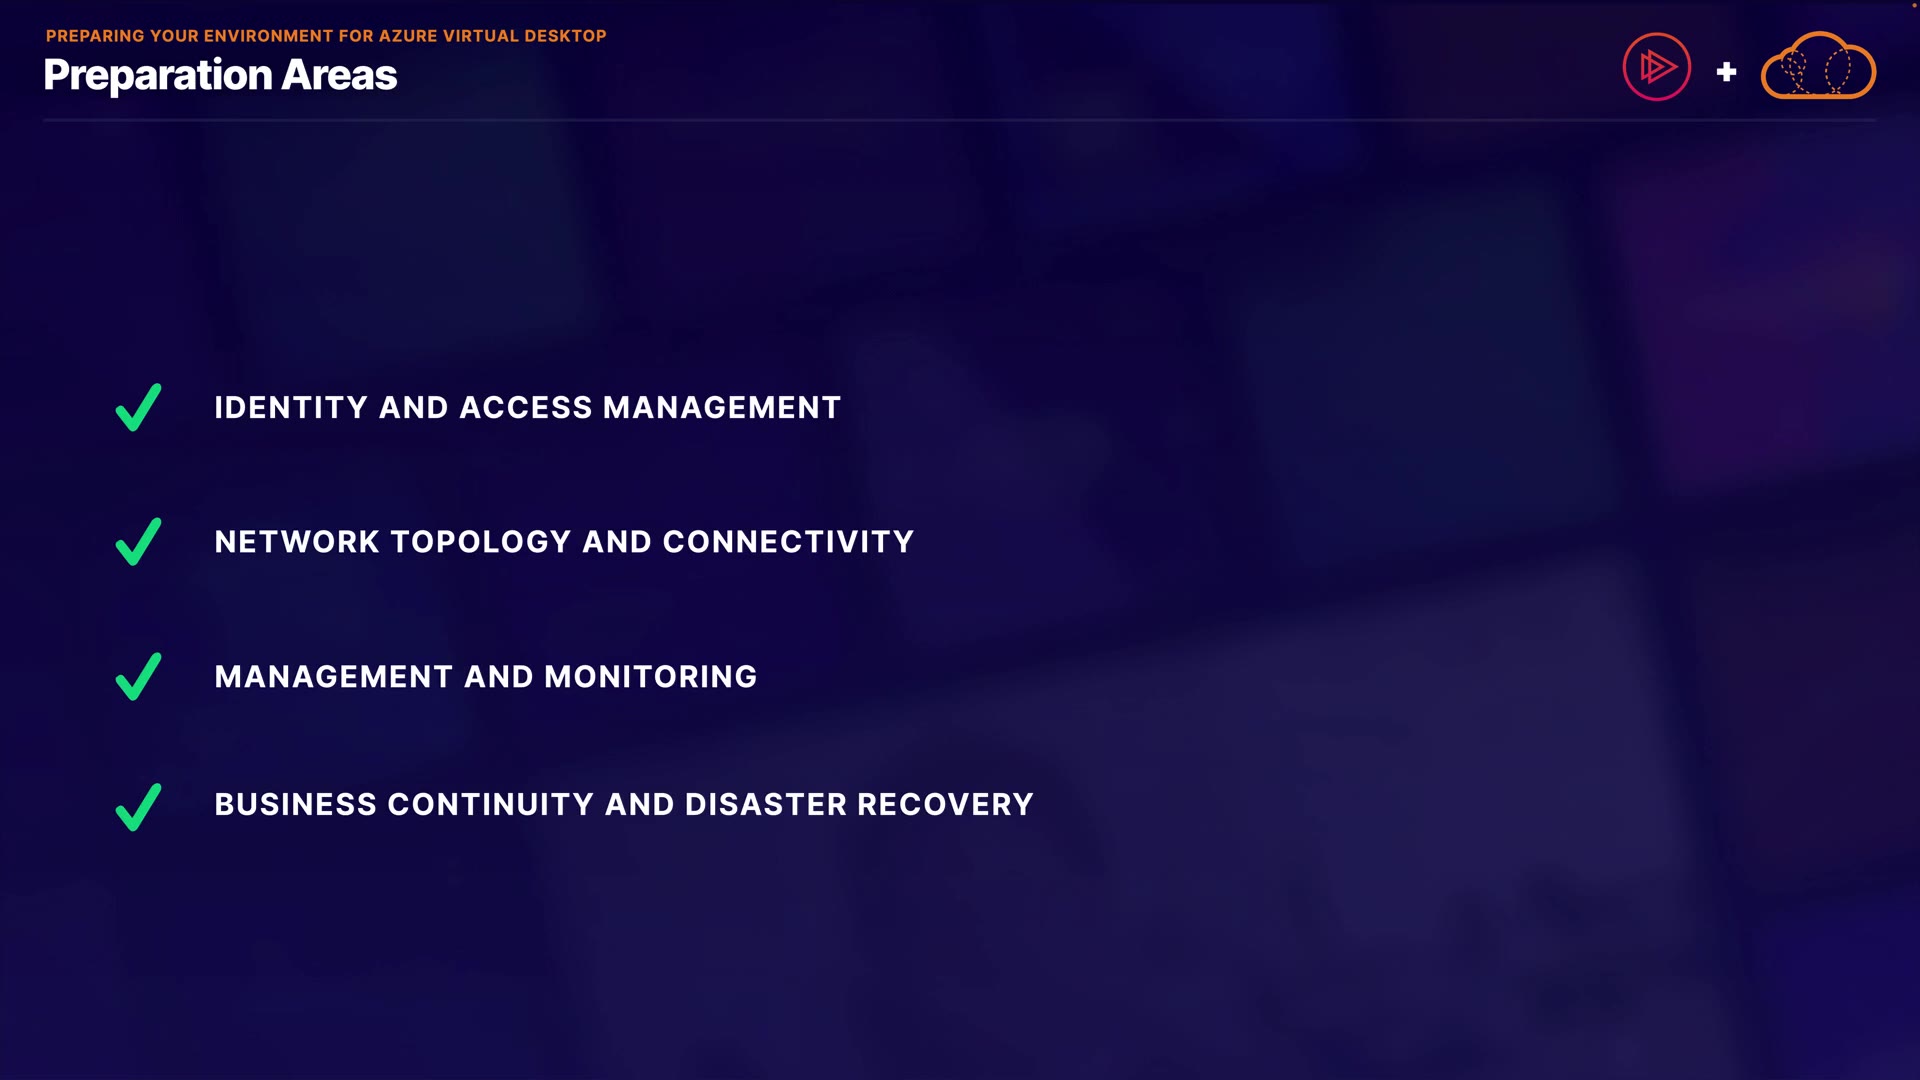 PREPARING YOUR ENVIRONMENT FOR AZURE VIRTUAL DESKTOP
Preparation Areas
+
IDENTITY AND ACCESS MANAGEMENT
NETWORK TOPOLOGY AND CONNECTIVITY
MANAGEMENT AND MONITORING
BUSINESS CONTINUITY AND DISASTER RECOVERY